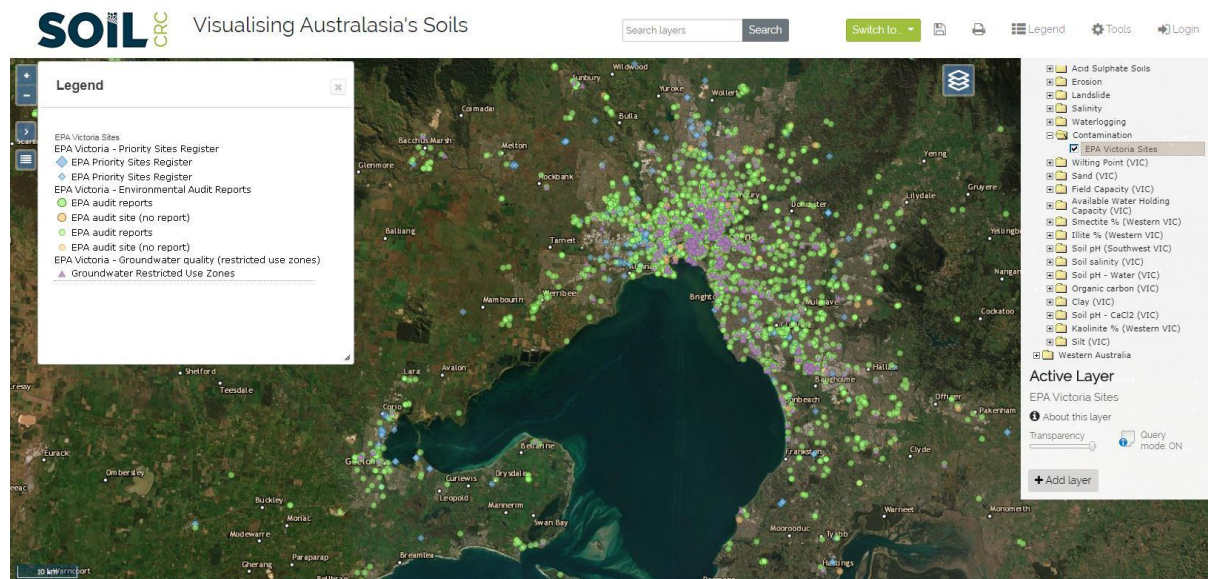 SOIL CRC
Visualising Australasia's Soils
Search layers
Search
Switch to...
Legend
Tools
Login
Legend
EPA Victoria Sites
EPA Victoria - Priority Sites Register
EPA Priority Sites Register
EPA Priority Sites Register
EPA Victoria - Environmental Audit Reports
EPA audit reports
EPA audit site (no report)
EPA audit reports
EPA audit site (no report)
EPA Victoria - Groundwater quality (restricted use zones)
Groundwater Restricted Use Zones
Wildwood
Sunbury
Yuroke
Wollert
Coimadai
Bulla
Bacchus Marsh
Melton
Yering
Glenmore
Rockbank
Lilydale
Gruyere
Doncaster
Balliang
Tarneit
Mambourin
Werribee
Brighton
Mulgrave
Cockatoo
Shelford
Teesdale
Lara
Avalon
Hallam
Bangholme
Officer
Pakenham
Corio
Geelong
Bellarine
Frankston
Clyde
Eurack
Ombersley
Curlewis
Drysdale
Leopold
Mannerim
Buckley
Moriac
Swan Bay
Modewarre
Moorooduc
Tyabb
Warneet
Monomeith
Paraparap
Gherang
Breamlea
Hastings
10 km
Acid Sulphate Soils
Erosion
Landslide
Salinity
Waterlogging
Contamination
EPA Victoria Sites
Wilting Point (VIC)
Sand (VIC)
Field Capacity (VIC)
Available Water Holding
Capacity (VIC)
Smectite % (Western VIC)
Illite % (Western VIC)
Soil pH (Southwest VIC)
Soil salinity (VIC)
Soil pH - Water (VIC)
Organic carbon (VIC)
Clay (VIC)
Soil pH - CaCl2 (VIC)
Kaolinite % (Western VIC)
Silt (VIC)
Western Australia
Active Layer
EPA Victoria Sites
About this layer
Transparency
Query
mode: ON
Add layer